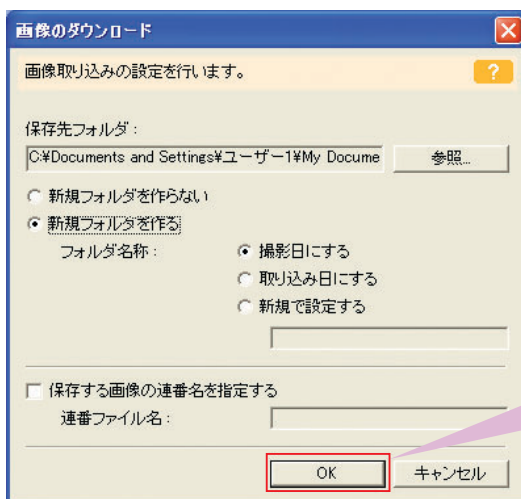 画像のダウンロード
画像取り込みの設定を行います。
?
保存先フォルダ:
C:¥Documents and Settings¥ユーザー1¥My Docume
参照...
新規フォルダを作らない
新規フォルダを作る
フォルダ名称:
撮影日にする
取り込み日にする
新規で設定する
保存する画像の連番名を指定する
連番ファイル名:
OK
キャンセル